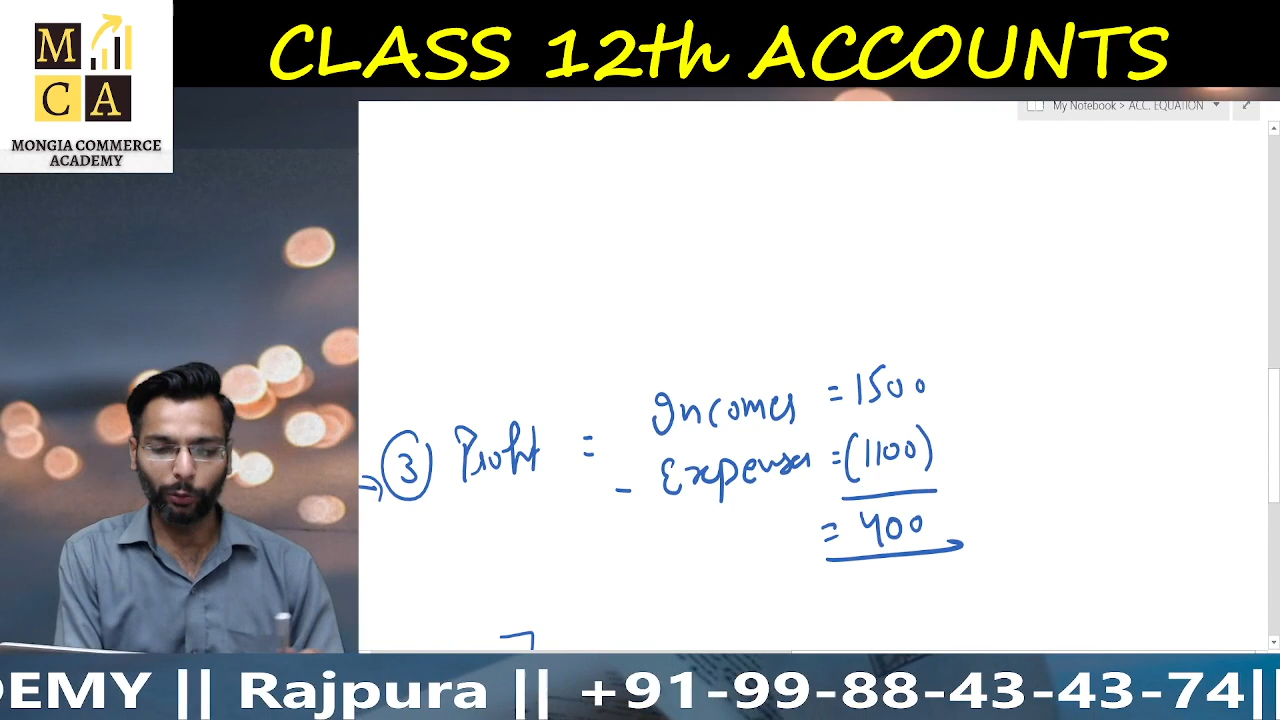 M
C A
MONGIA COMMERCE
ACADEMY
CLASS 12th ACCOUNTS
My Notebook > ACC. EQUATION
Incomes = 1500
③ Profit =
- Expenses = (1100)
= 400
DEMY || Rajpura || +91-99-88-43-43-74||